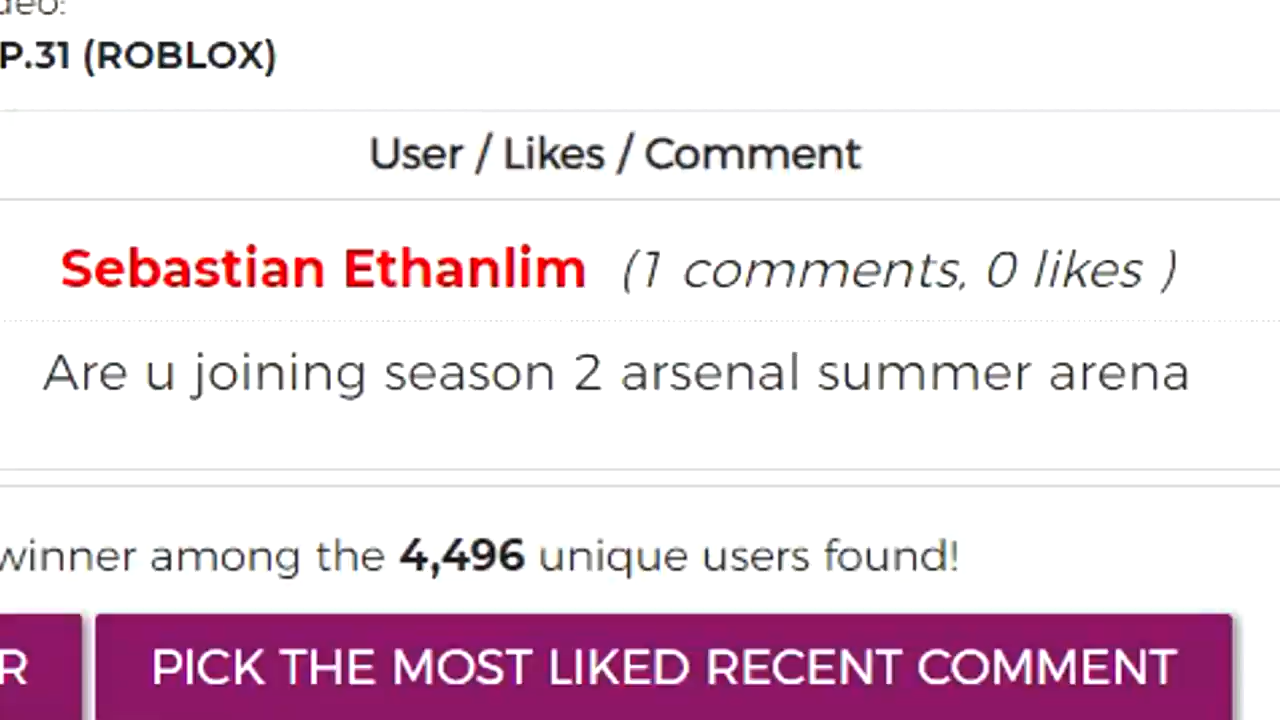 deo:
P.31 (ROBLOX)
User / Likes / Comment
Sebastian Ethanlim (1 comments, 0 likes )
Are u joining season 2 arsenal summer arena
winner among the 4,496 unique users found!
R PICK THE MOST LIKED RECENT COMMENT